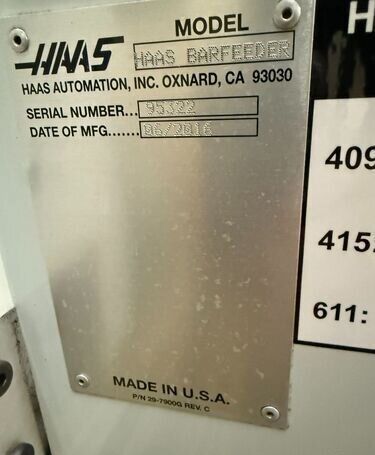 MODEL
HAAS HAAS BARFEEDER
HAAS AUTOMATION, INC. OXNARD, CA 93030
SERIAL NUMBER... 95322
DATE OF MFG...... 06/2016
MADE IN U.S.A.
P/N 29-7900G REV. C
H
409
415
611: